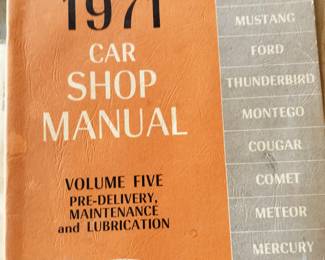 1971
CAR
SHOP
MANUAL
VOLUME FIVE
PRE-DELIVERY,
MAINTENANCE
and LUBRICATION
MUSTANG
FORD
THUNDERBIRD
MONTEGO
COUGAR
COMET
METEOR
MERCURY